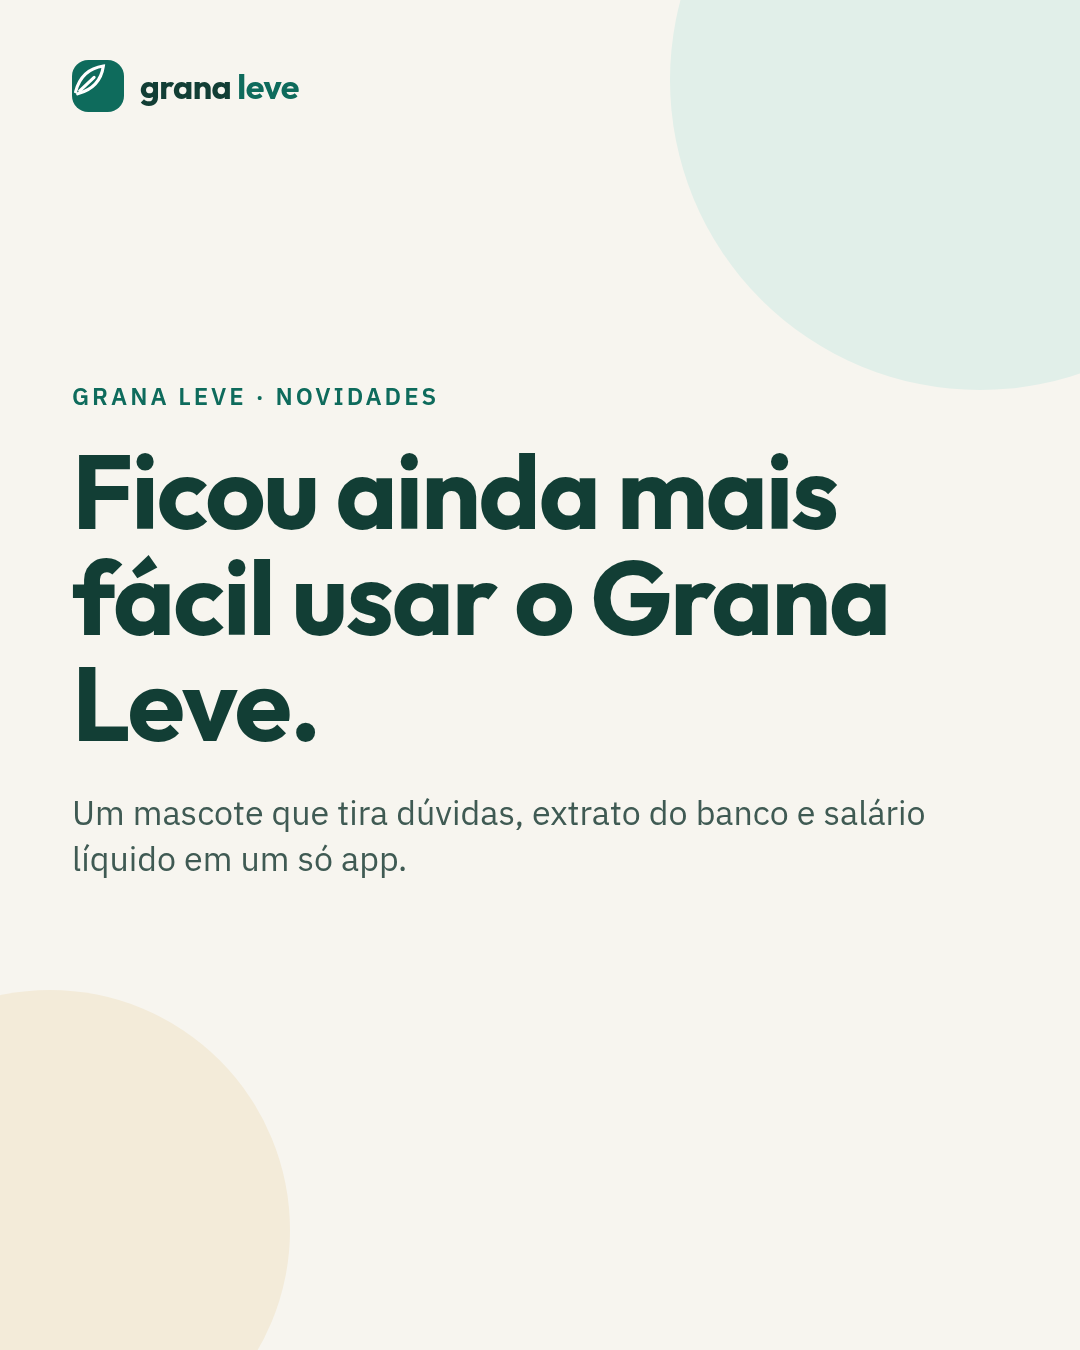 grana leve
GRANA LEVE · NOVIDADES
Ficou ainda mais
fácil usar o Grana
Leve.
Um mascote que tira dúvidas, extrato do banco e salário
líquido em um só app.